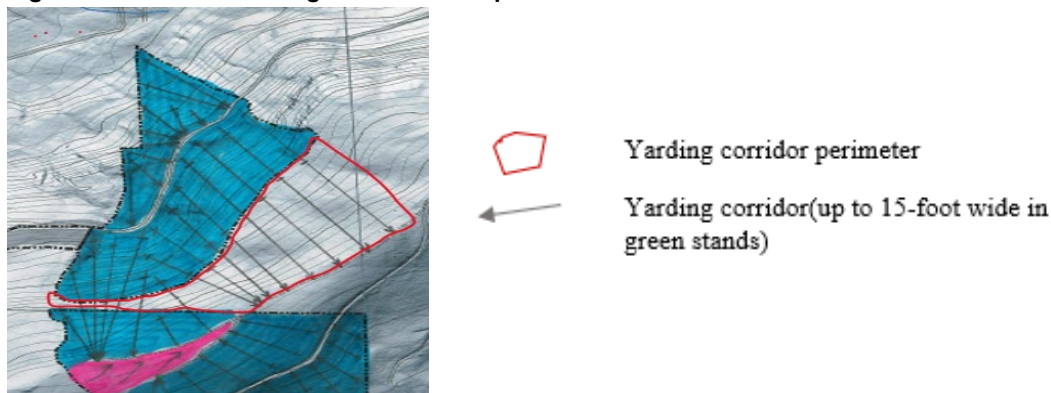 Yarding corridor perimeter
Yarding corridor(up to 15-foot wide in
green stands)